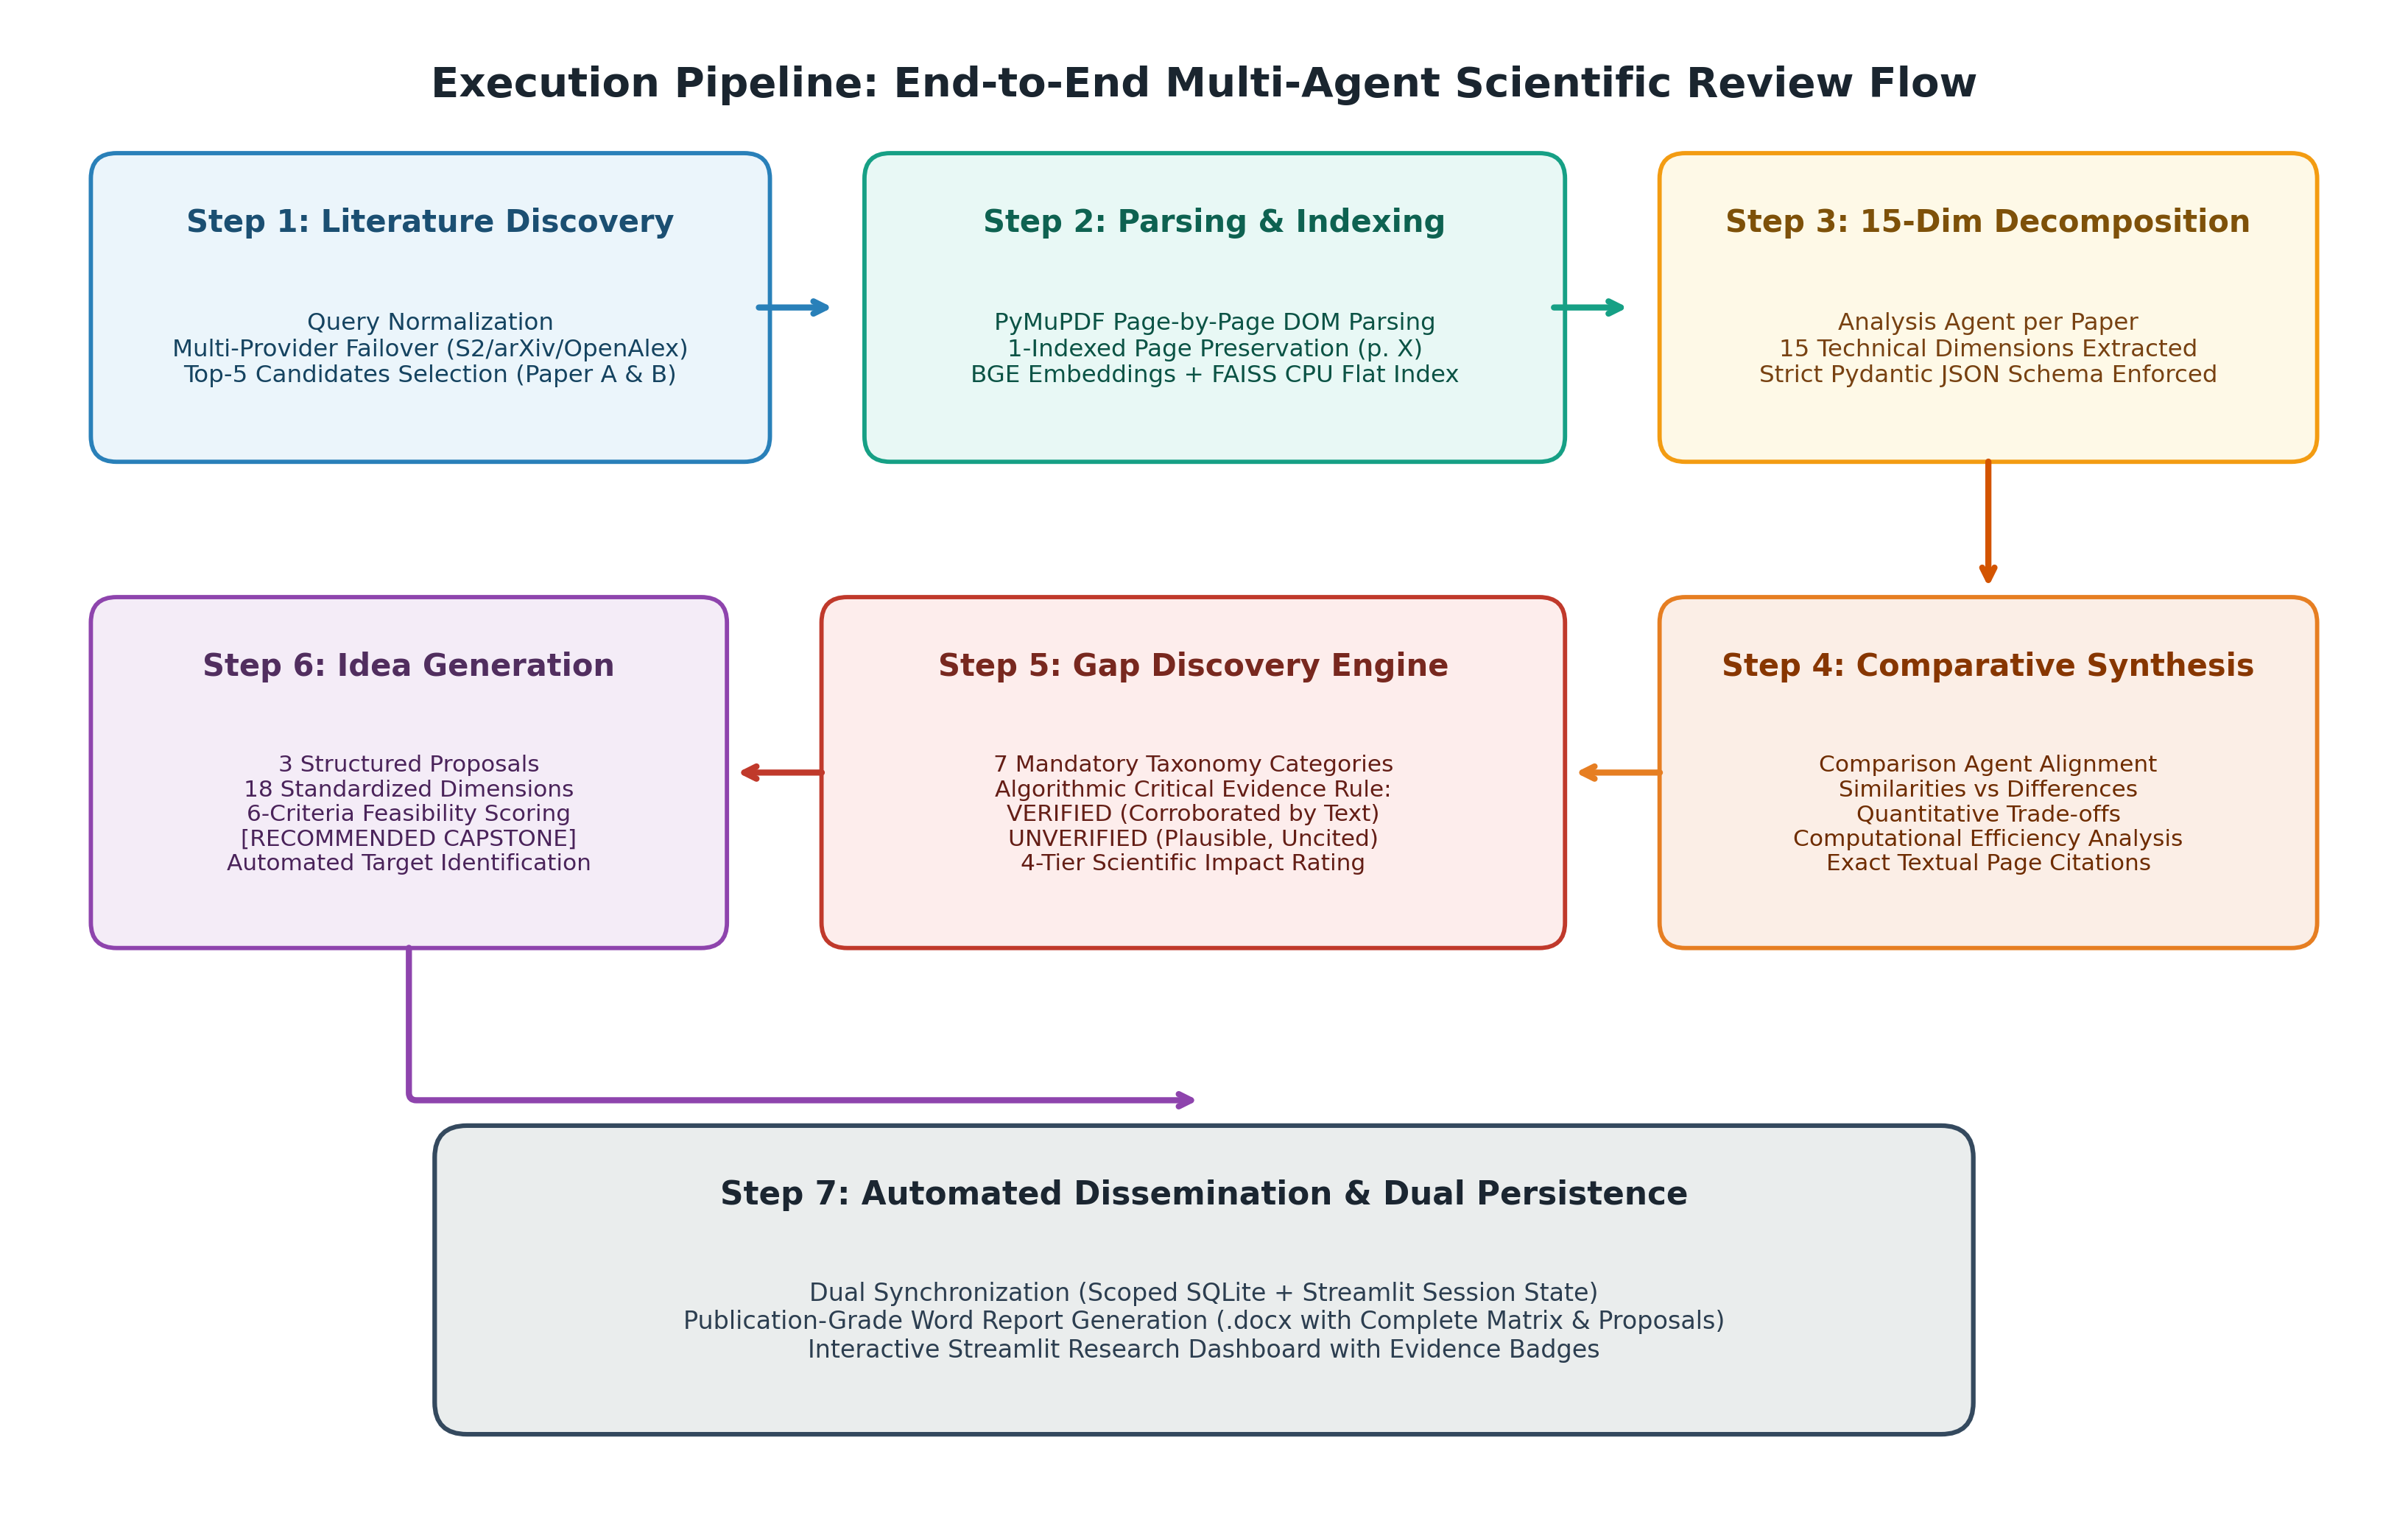 Execution Pipeline: End-to-End Multi-Agent Scientific Review Flow
Step 1: Literature Discovery
Query Normalization
Multi-Provider Failover (S2/arXiv/OpenAlex)
Top-5 Candidates Selection (Paper A & B)
Step 2: Parsing & Indexing
PyMuPDF Page-by-Page DOM Parsing
1-Indexed Page Preservation (p. X)
BGE Embeddings + FAISS CPU Flat Index
Step 3: 15-Dim Decomposition
Analysis Agent per Paper
15 Technical Dimensions Extracted
Strict Pydantic JSON Schema Enforced
Step 4: Comparative Synthesis
Comparison Agent Alignment
Similarities vs Differences
Quantitative Trade-offs
Computational Efficiency Analysis
Exact Textual Page Citations
Step 5: Gap Discovery Engine
7 Mandatory Taxonomy Categories
Algorithmic Critical Evidence Rule:
VERIFIED (Corroborated by Text)
UNVERIFIED (Plausible, Uncited)
4-Tier Scientific Impact Rating
Step 6: Idea Generation
3 Structured Proposals
18 Standardized Dimensions
6-Criteria Feasibility Scoring
[RECOMMENDED CAPSTONE]
Automated Target Identification
Step 7: Automated Dissemination & Dual Persistence
Dual Synchronization (Scoped SQLite + Streamlit Session State)
Publication-Grade Word Report Generation (.docx with Complete Matrix & Proposals)
Interactive Streamlit Research Dashboard with Evidence Badges